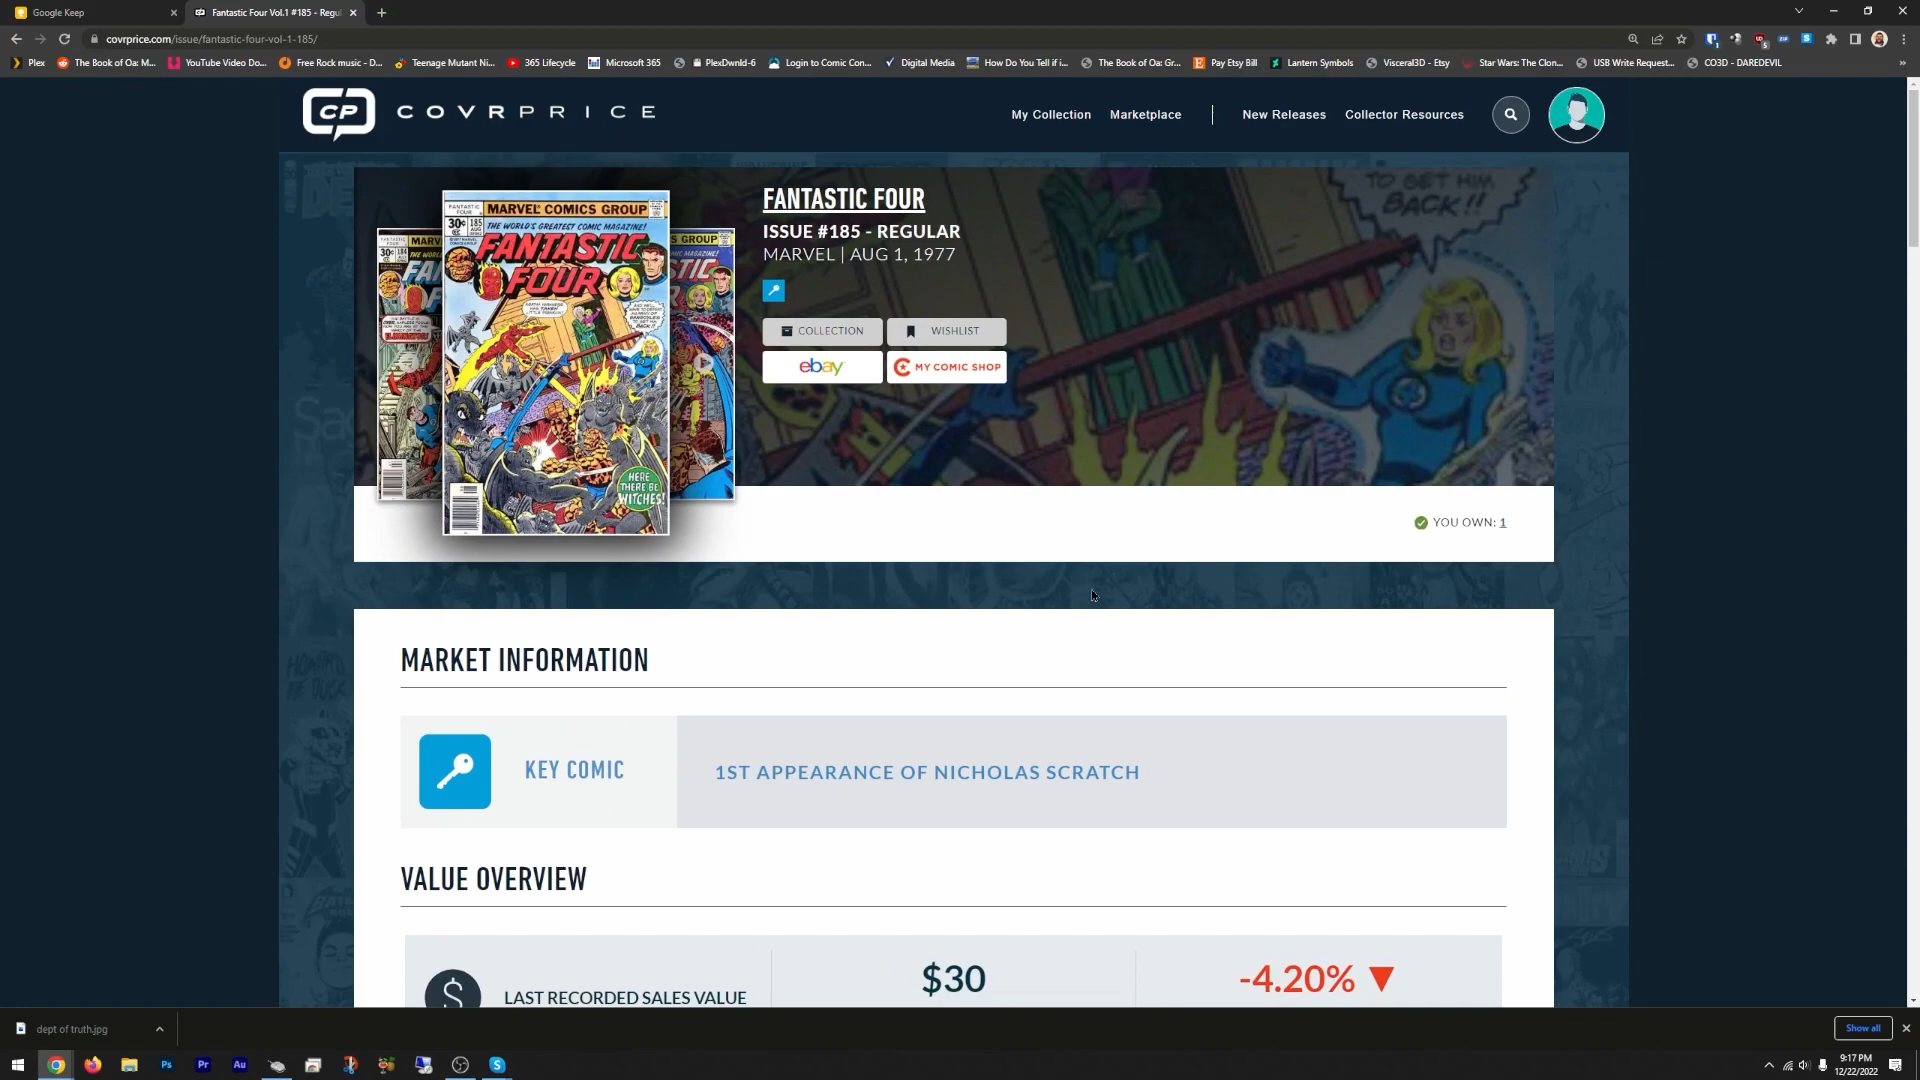 Google Keep
Fantastic Four Vol.1 #185 - Regul
covrprice.com/issue/fantastic-four-vol-1-185/
Plex
The Book of Oa: M...
YouTube Video Do...
Free Rock music - D...
Teenage Mutant Ni...
365 Lifecycle
Microsoft 365
PlexDwnld-6
Login to Comic Con...
Digital Media
How Do You Tell if i...
The Book of Oa: Gr...
Pay Etsy Bill
Lantern Symbols
Visceral3D - Etsy
Star Wars: The Clon...
USB Write Request...
CO3D - DAREDEVIL
CP COVRPRICE
My Collection
Marketplace
New Releases
Collector Resources
TO GET HIM
BACK!!
FANTASTIC FOUR
ISSUE #185 - REGULAR
MARVEL | AUG 1, 1977
COLLECTION
WISHLIST
ebay
MY COMIC SHOP
FANTASTIC FOUR
MARVEL COMICS GROUP
30¢ 185 AUG
THE WORLD'S GREATEST COMIC MAGAZINE!
FANTASTIC
FOUR
HERE
THERE BE
WITCHES!
YOU OWN: 1
MARKET INFORMATION
KEY COMIC
1ST APPEARANCE OF NICHOLAS SCRATCH
VALUE OVERVIEW
LAST RECORDED SALES VALUE
$30
-4.20% ▼
dept of truth.jpg
Show all
Ps
Pr
Au
9:17 PM
12/22/2022